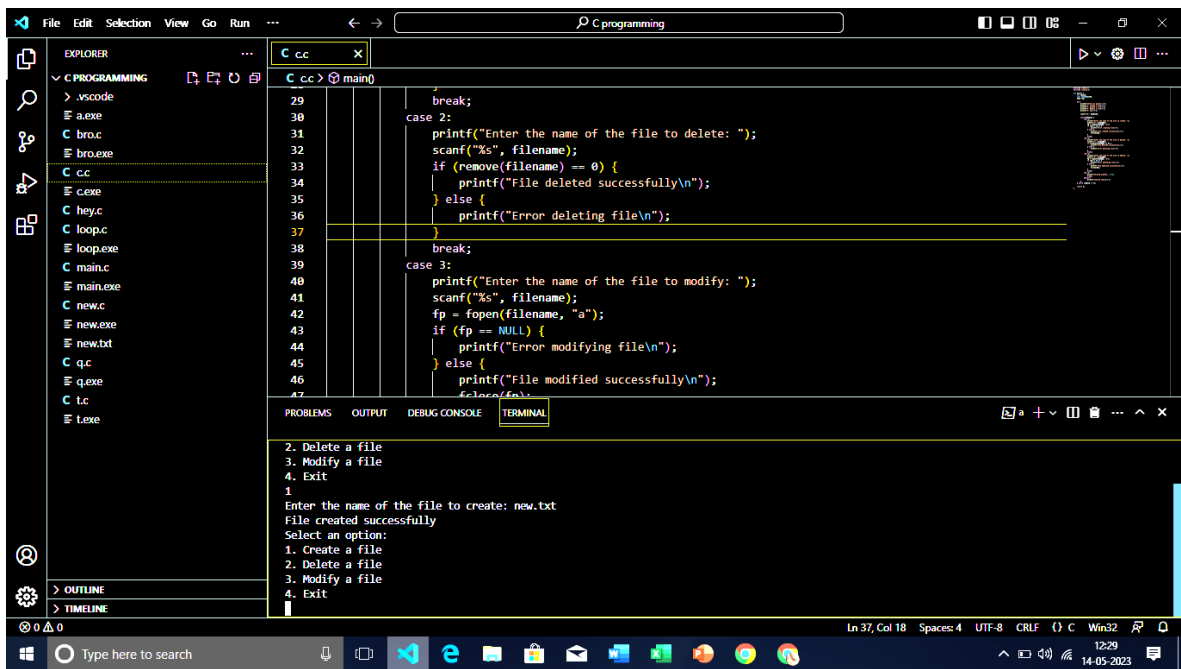 File Edit Selection View Go Run ···
C programming
EXPLORER ···
C c.c
C PROGRAMMING
C c.c > main()
.vscode
a.exe
C bro.c
bro.exe
C c.c
c.exe
C hey.c
C loop.c
loop.exe
C main.c
main.exe
C new.c
new.exe
new.txt
C q.c
q.exe
C t.c
t.exe
OUTLINE
TIMELINE
29 break;
30 case 2:
31 printf("Enter the name of the file to delete: ");
32 scanf("%s", filename);
33 if (remove(filename) == 0) {
34 printf("File deleted successfully\n");
35 } else {
36 printf("Error deleting file\n");
37 }
38 break;
39 case 3:
40 printf("Enter the name of the file to modify: ");
41 scanf("%s", filename);
42 fp = fopen(filename, "a");
43 if (fp == NULL) {
44 printf("Error modifying file\n");
45 } else {
46 printf("File modified successfully\n");
47 fclose(fp);
PROBLEMS OUTPUT DEBUG CONSOLE TERMINAL
a
2. Delete a file
3. Modify a file
4. Exit
1
Enter the name of the file to create: new.txt
File created successfully
Select an option:
1. Create a file
2. Delete a file
3. Modify a file
4. Exit
0 0
Ln 37, Col 18 Spaces: 4 UTF-8 CRLF {} C Win32
Type here to search
12:29
14-05-2023